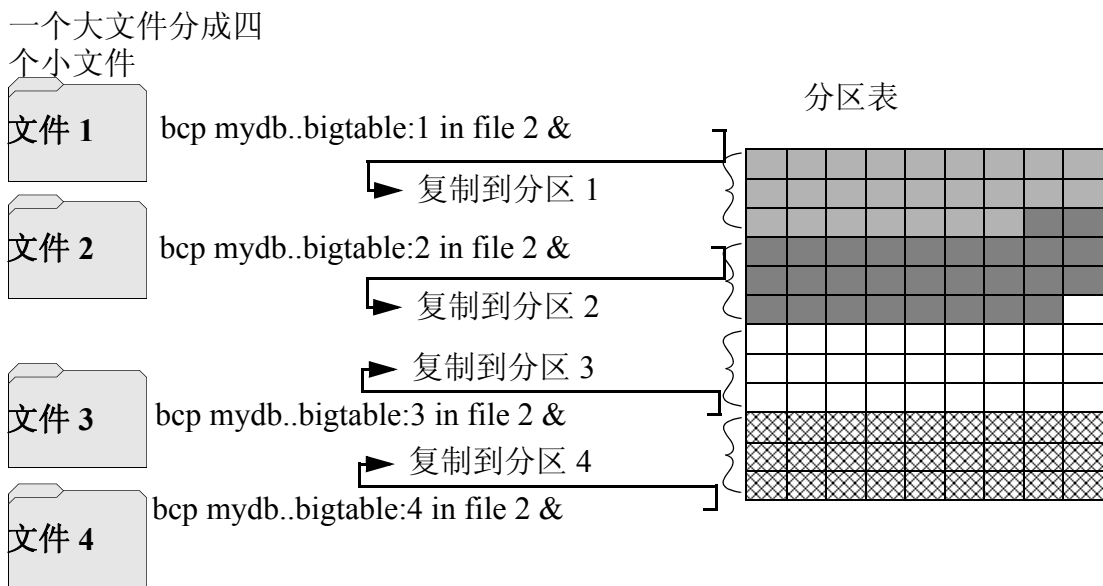 一个大文件分成四
个小文件
分区表
文件 1
bcp mydb..bigtable:1 in file 2 &
复制到分区 1
文件 2
bcp mydb..bigtable:2 in file 2 &
复制到分区 2
复制到分区 3
文件 3
bcp mydb..bigtable:3 in file 2 &
复制到分区 4
bcp mydb..bigtable:4 in file 2 &
文件 4